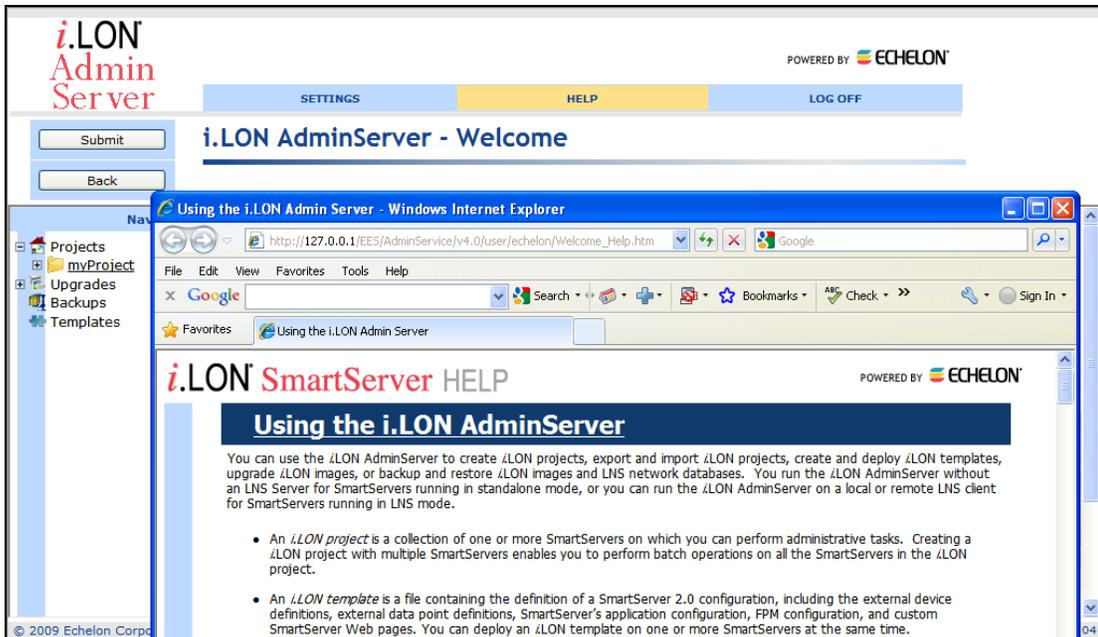 i.LON®
Admin
Server
POWERED BY ECHELON®
SETTINGS HELP LOG OFF
Submit
i.LON AdminServer - Welcome
Back
Nav
Projects
myProject
Upgrades
Backups
Templates
Using the i.LON Admin Server - Windows Internet Explorer
http://127.0.0.1/EES/AdminService/v4.0/user/echelon/Welcome_Help.htm
Google
File Edit View Favorites Tools Help
x Google Search Bookmarks ABC Check >> Sign In
Favorites Using the i.LON Admin Server
i.LON® SmartServer HELP POWERED BY ECHELON®
Using the i.LON AdminServer
You can use the i.LON AdminServer to create i.LON projects, export and import i.LON projects, create and deploy i.LON templates,
upgrade i.LON images, or backup and restore i.LON images and LNS network databases. You run the i.LON AdminServer without
an LNS Server for SmartServers running in standalone mode, or you can run the i.LON AdminServer on a local or remote LNS client
for SmartServers running in LNS mode.
• An i.LON project is a collection of one or more SmartServers on which you can perform administrative tasks. Creating a
i.LON project with multiple SmartServers enables you to perform batch operations on all the SmartServers in the i.LON
project.
• An i.LON template is a file containing the definition of a SmartServer 2.0 configuration, including the external device
definitions, external data point definitions, SmartServer's application configuration, FPM configuration, and custom
SmartServer Web pages. You can deploy an i.LON template on one or more SmartServers at the same time.
© 2009 Echelon Corpo
04